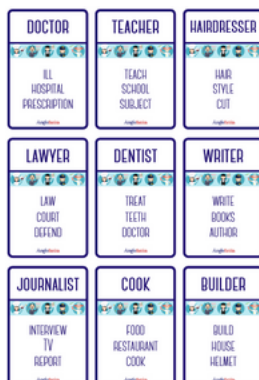 DOCTOR
ILL
HOSPITAL
PRESCRIPTION
TEACHER
TEACH
SCHOOL
SUBJECT
HAIRDRESSER
HAIR
STYLE
CUT
LAWYER
LAW
COURT
DEFEND
DENTIST
TREAT
TEETH
DOCTOR
WRITER
WRITE
BOOKS
AUTHOR
JOURNALIST
INTERVIEW
TV
REPORT
COOK
FOOD
RESTAURANT
COOK
BUILDER
BUILD
HOUSE
HELMET